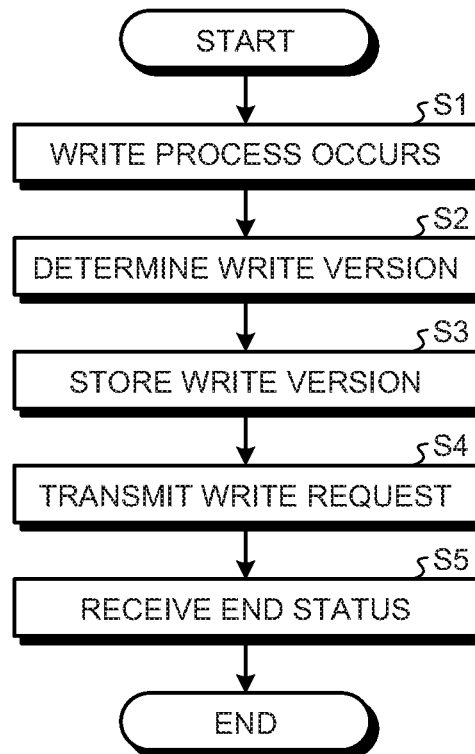 START
S1
WRITE PROCESS OCCURS
S2
DETERMINE WRITE VERSION
S3
STORE WRITE VERSION
S4
TRANSMIT WRITE REQUEST
S5
RECEIVE END STATUS
END